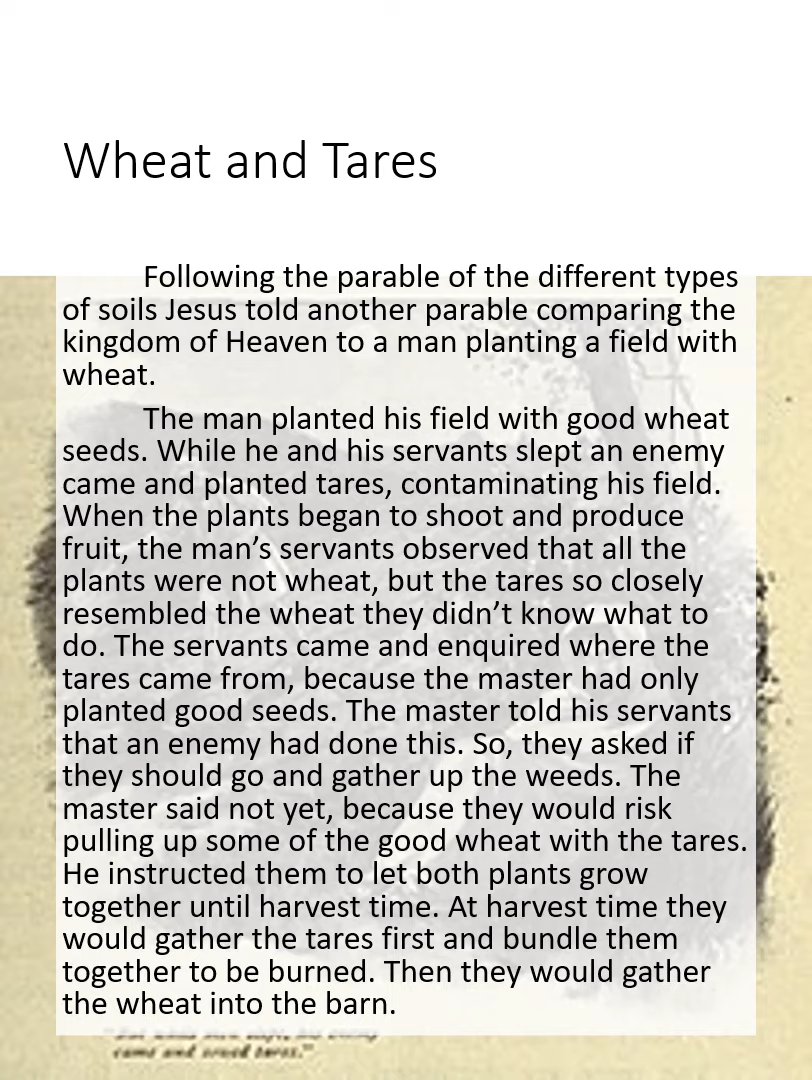 Wheat and Tares
Following the parable of the different types
of soils Jesus told another parable comparing the
kingdom of Heaven to a man planting a field with
wheat.
The man planted his field with good wheat
seeds. While he and his servants slept an enemy
came and planted tares, contaminating his field.
When the plants began to shoot and produce
fruit, the man’s servants observed that all the
plants were not wheat, but the tares so closely
resembled the wheat they didn’t know what to
do. The servants came and enquired where the
tares came from, because the master had only
planted good seeds. The master told his servants
that an enemy had done this. So, they asked if
they should go and gather up the weeds. The
master said not yet, because they would risk
pulling up some of the good wheat with the tares.
He instructed them to let both plants grow
together until harvest time. At harvest time they
would gather the tares first and bundle them
together to be burned. Then they would gather
the wheat into the barn.
came and sowed tares."